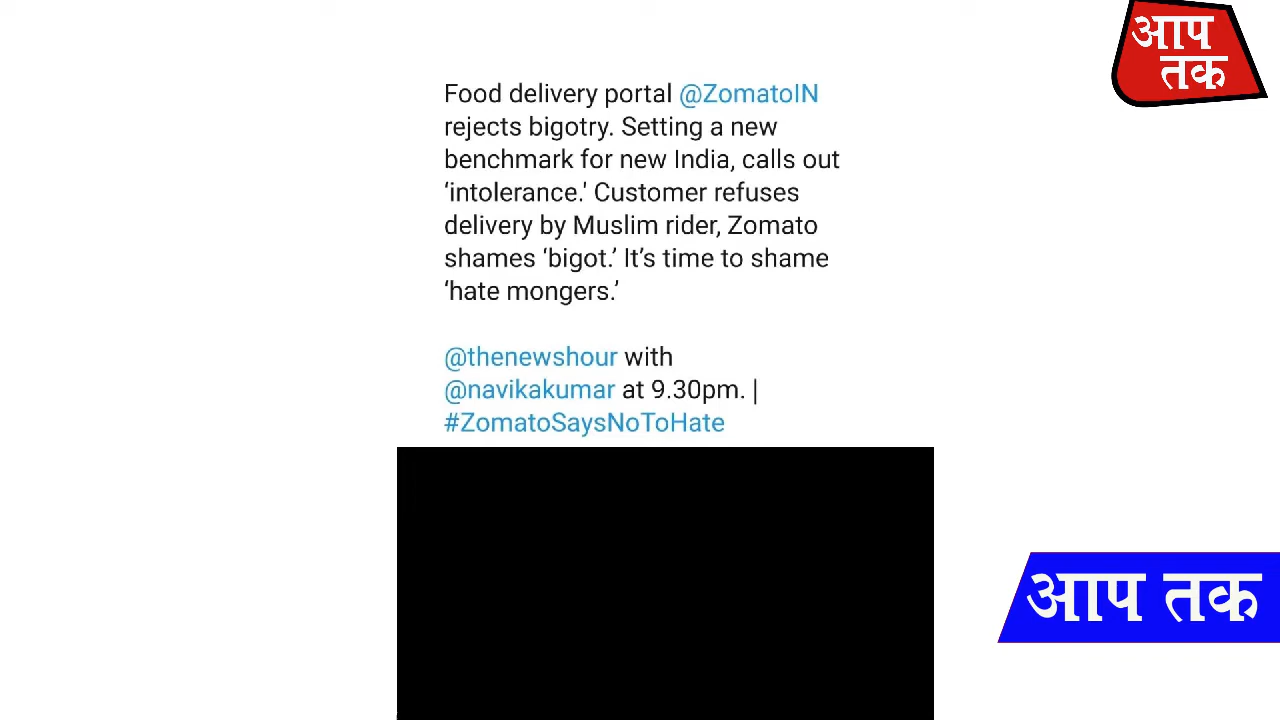 आप
तक
Food delivery portal @ZomatoIN
rejects bigotry. Setting a new
benchmark for new India, calls out
‘intolerance.' Customer refuses
delivery by Muslim rider, Zomato
shames ‘bigot.’ It’s time to shame
‘hate mongers.’
@thenewshour with
@navikakumar at 9.30pm. |
#ZomatoSaysNoToHate
आप तक